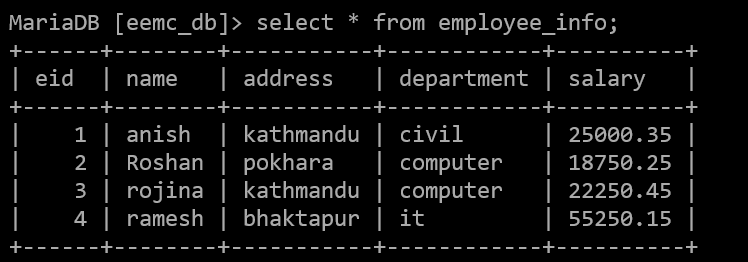 MariaDB [eemc_db]> select * from employee_info;
+------+--------+-----------+------------+----------+
| eid  | name   | address   | department | salary   |
+------+--------+-----------+------------+----------+
|    1 | anish  | kathmandu | civil      | 25000.35 |
|    2 | Roshan | pokhara   | computer   | 18750.25 |
|    3 | rojina | kathmandu | computer   | 22250.45 |
|    4 | ramesh | bhaktapur | it         | 55250.15 |
+------+--------+-----------+------------+----------+